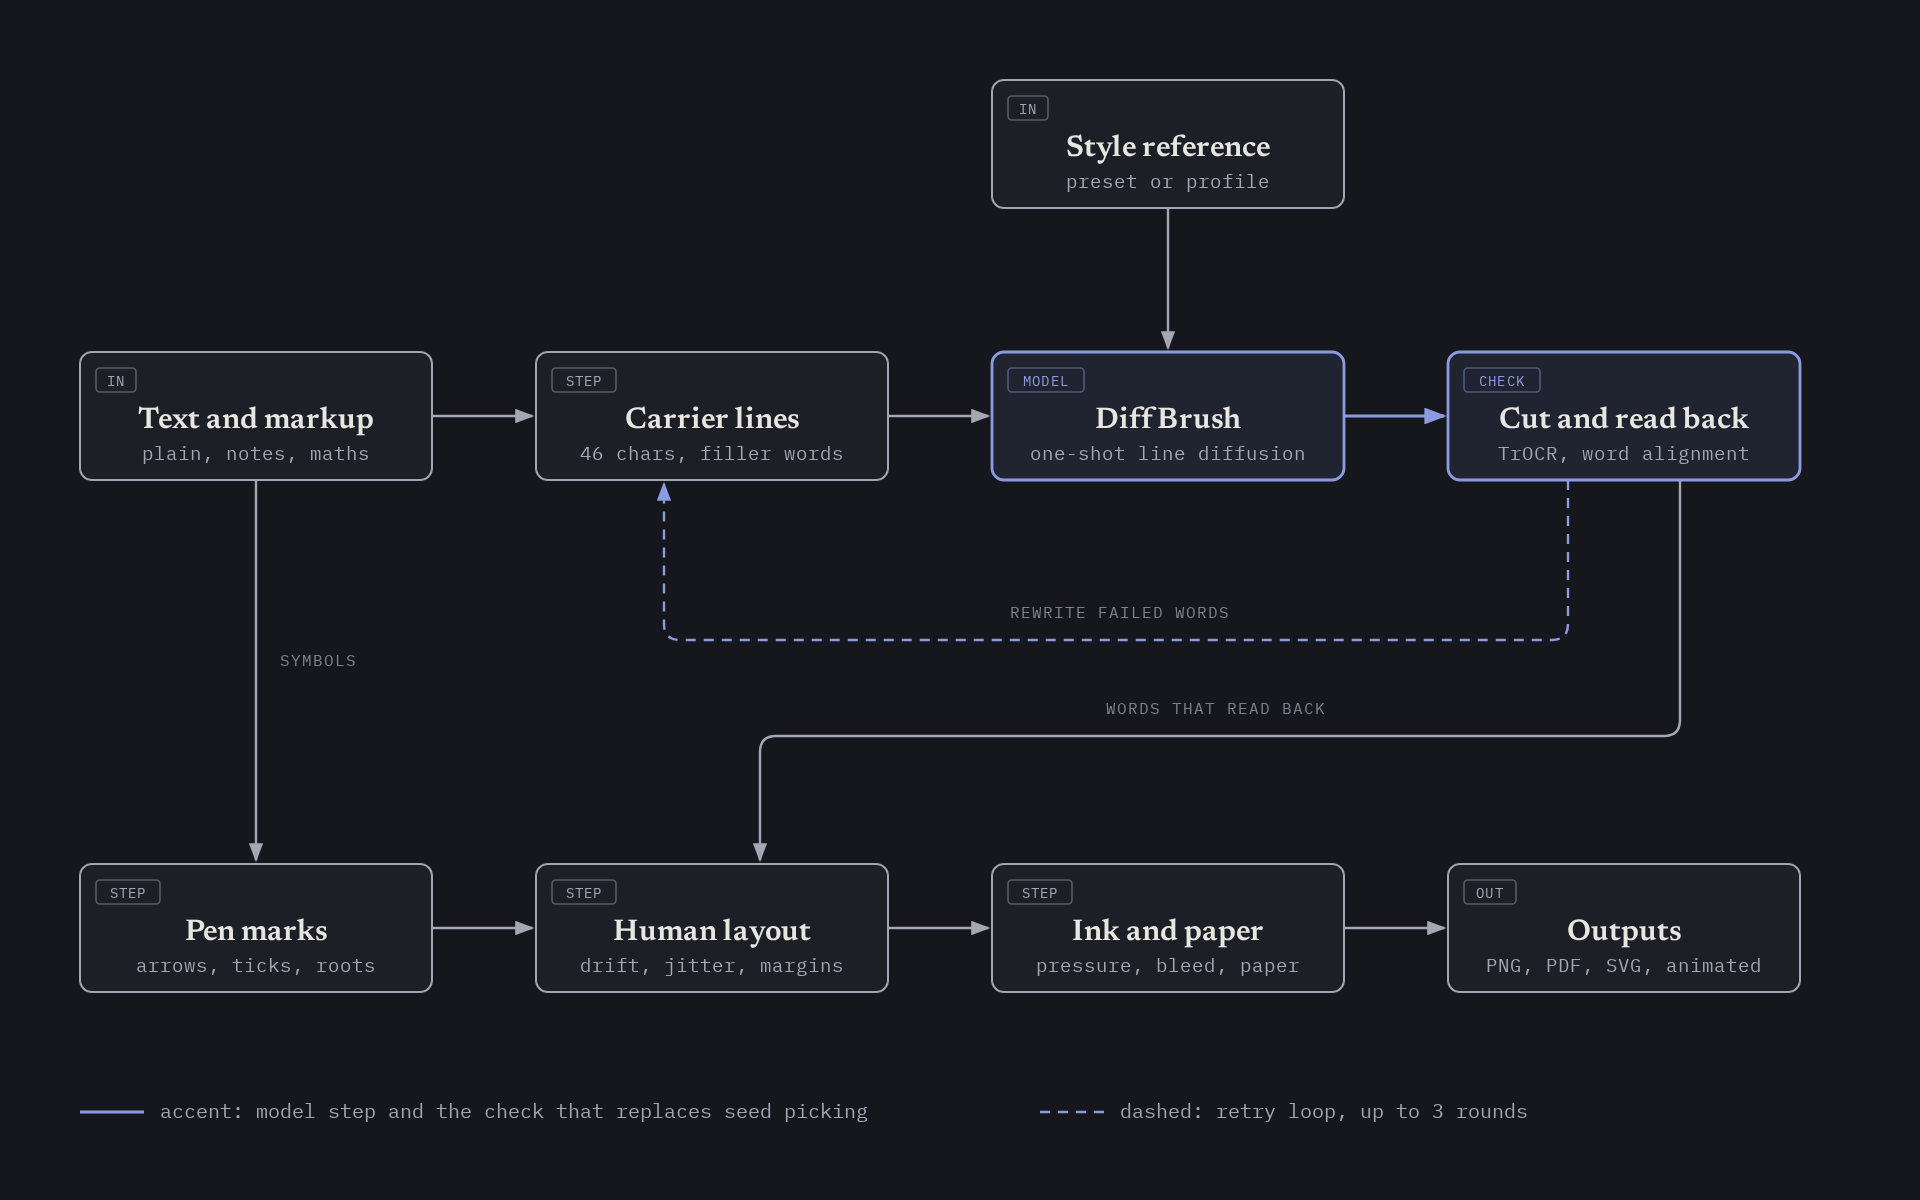 IN
Style reference
preset or profile
IN
Text and markup
plain, notes, maths
STEP
Carrier lines
46 chars, filler words
MODEL
DiffBrush
one-shot line diffusion
CHECK
Cut and read back
TrOCR, word alignment
REWRITE FAILED WORDS
SYMBOLS
WORDS THAT READ BACK
STEP
Pen marks
arrows, ticks, roots
STEP
Human layout
drift, jitter, margins
STEP
Ink and paper
pressure, bleed, paper
OUT
Outputs
PNG, PDF, SVG, animated
accent: model step and the check that replaces seed picking
dashed: retry loop, up to 3 rounds